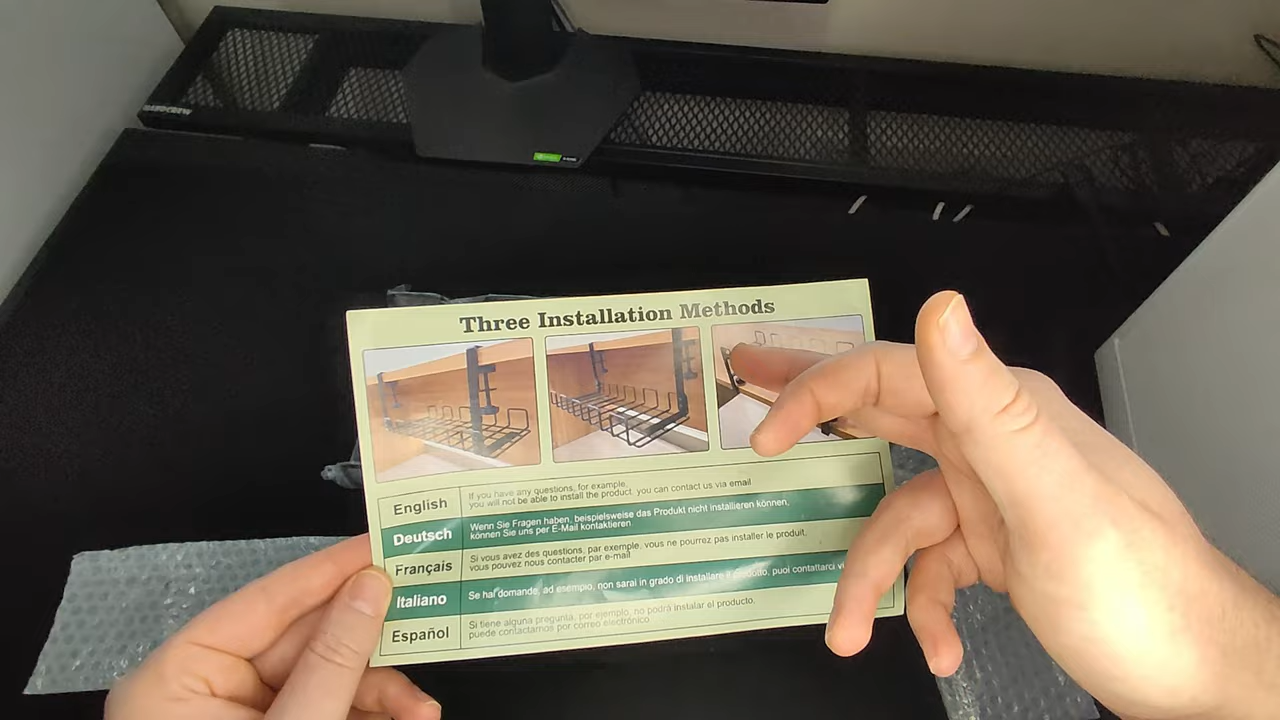 Three Installation Methods
English
If you have any questions, for example,
you will not be able to install the product you can contact us via email
Deutsch
Wenn Sie Fragen haben, beispielsweise das Produkt nicht installieren können,
können Sie uns per E-Mail kontaktieren
Français
Si vous avez des questions, par exemple, vous ne pourrez pas installer le produit,
vous pouvez nous contacter par e-mail
Italiano
Se hai domande, ad esempio, non sarai in grado di installare il prodotto, puoi contattarci
Español
Si tiene alguna pregunta, por ejemplo, no podrá instalar el producto,
puede contactarnos por correo electrónico